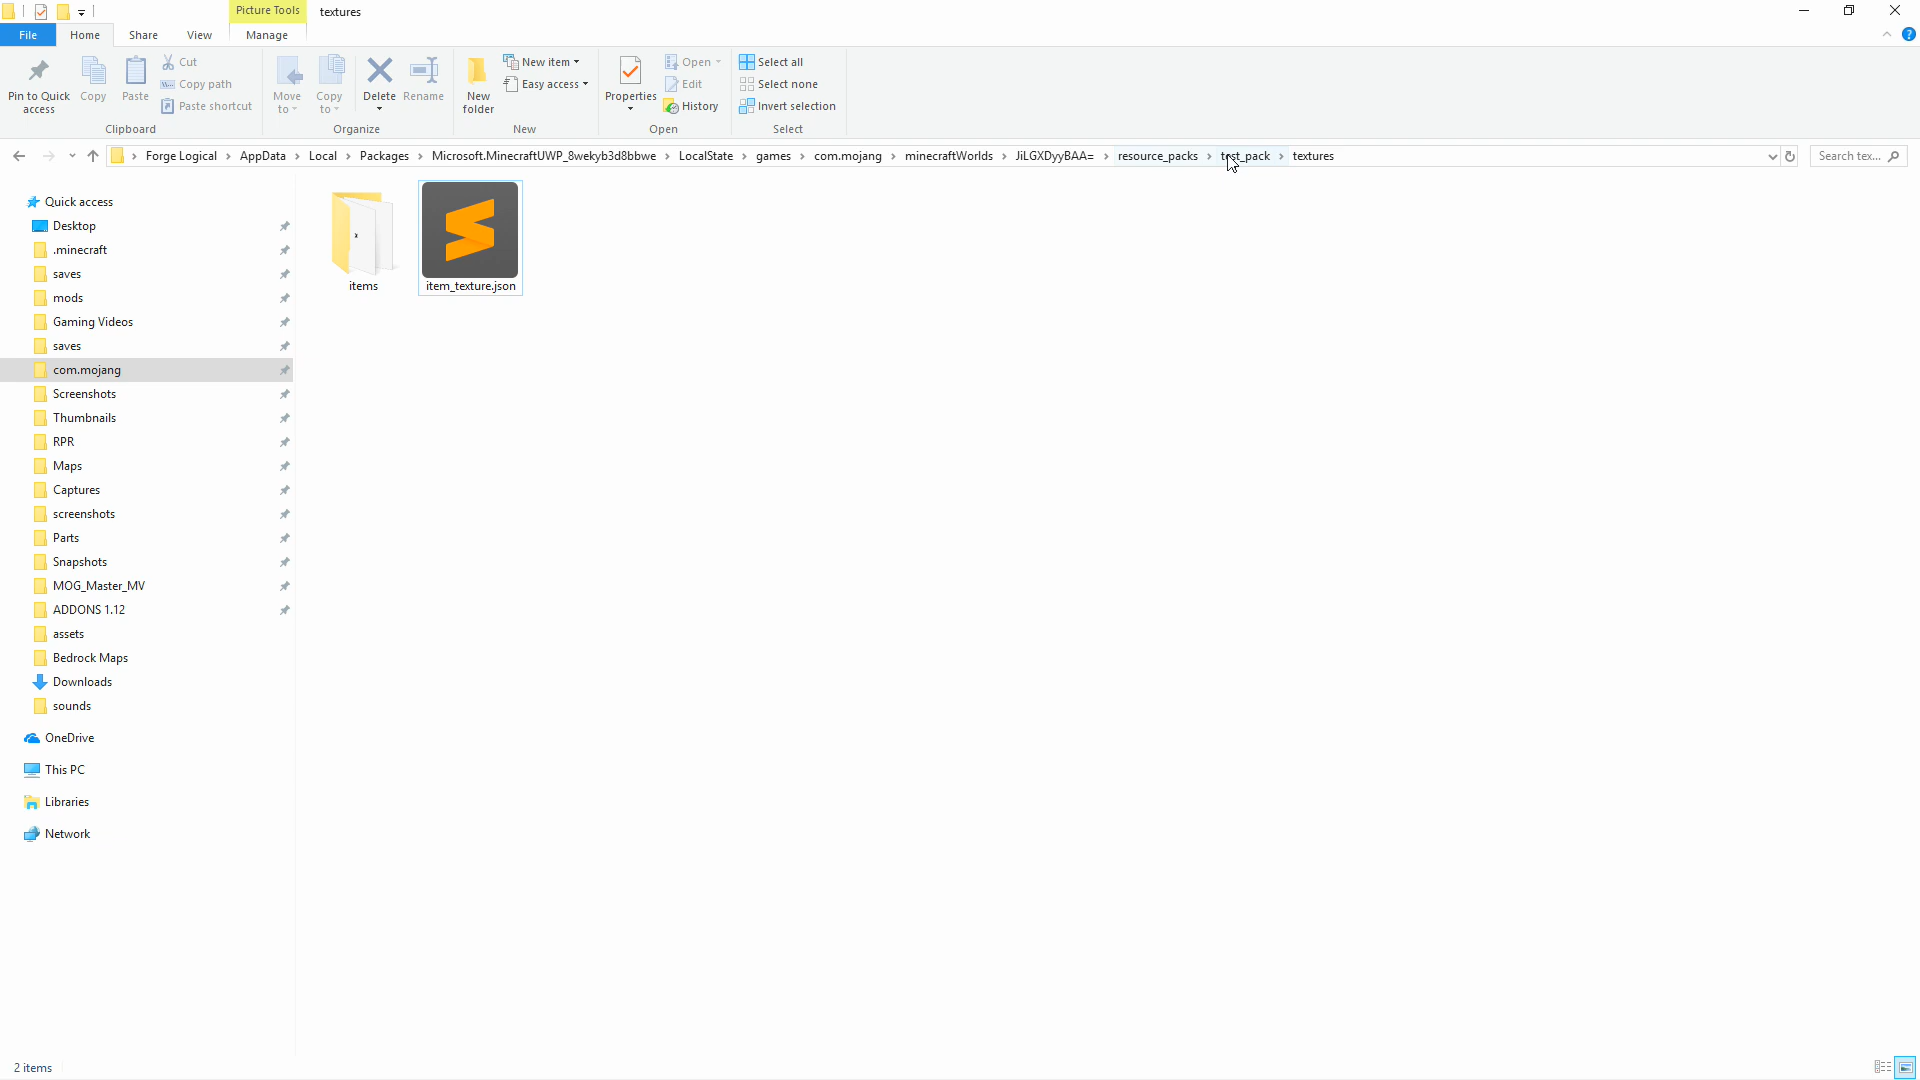 Picture Tools
textures
File
Home
Share
View
Manage
Pin to Quick access
Copy
Paste
Cut
Copy path
Paste shortcut
Clipboard
Move to
Copy to
Delete
Rename
Organize
New folder
New item
Easy access
New
Properties
Open
Edit
History
Open
Select all
Select none
Invert selection
Select
Forge Logical > AppData > Local > Packages > Microsoft.MinecraftUWP_8wekyb3d8bbwe > LocalState > games > com.mojang > minecraftWorlds > JiLGXDyyBAA= > resource_packs > test_pack > textures
Search tex...
Quick access
Desktop
.minecraft
saves
mods
Gaming Videos
saves
com.mojang
Screenshots
Thumbnails
RPR
Maps
Captures
screenshots
Parts
Snapshots
MOG_Master_MV
ADDONS 1.12
assets
Bedrock Maps
Downloads
sounds
OneDrive
This PC
Libraries
Network
items
item_texture.json
2 items